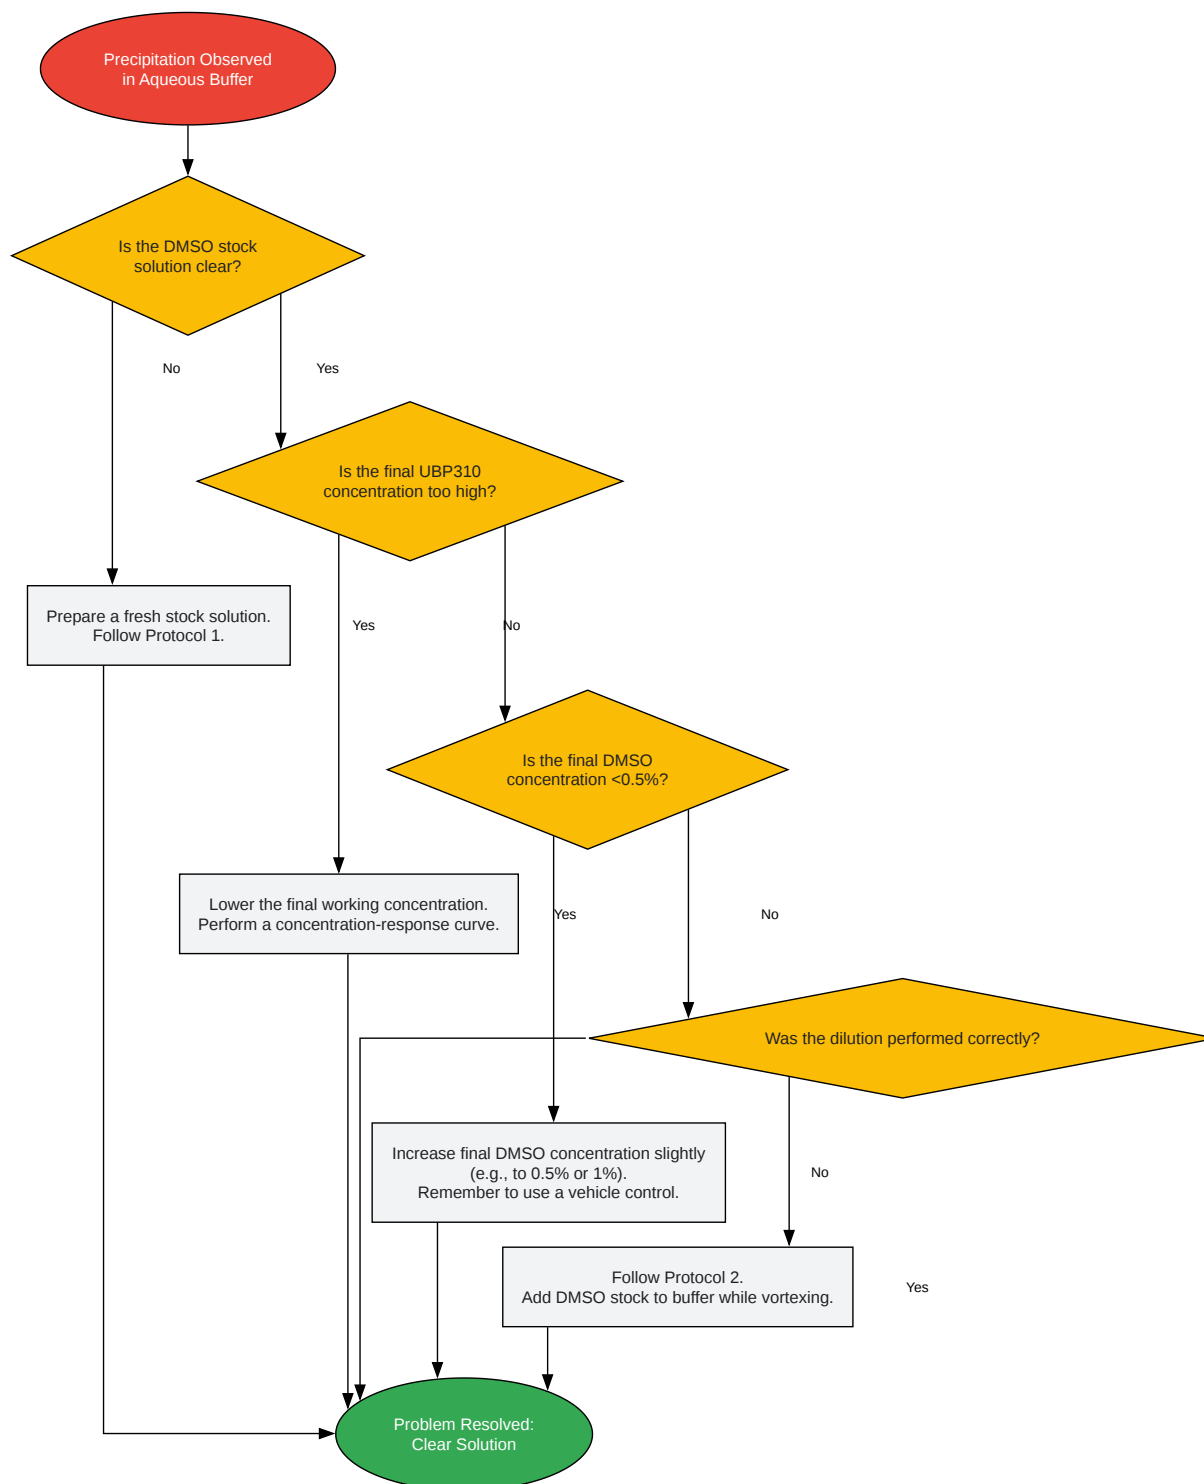 Precipitation Observed
in Aqueous Buffer
Is the DMSO stock
solution clear?
No
Yes
Is the final UBP310
concentration too high?
Prepare a fresh stock solution.
Follow Protocol 1.
Yes
No
Is the final DMSO
concentration <0.5%?
Lower the final working concentration.
Perform a concentration-response curve.
Yes
No
Was the dilution performed correctly?
Increase final DMSO concentration slightly
(e.g., to 0.5% or 1%).
Remember to use a vehicle control.
No
Follow Protocol 2.
Add DMSO stock to buffer while vortexing.
Yes
Problem Resolved:
Clear Solution